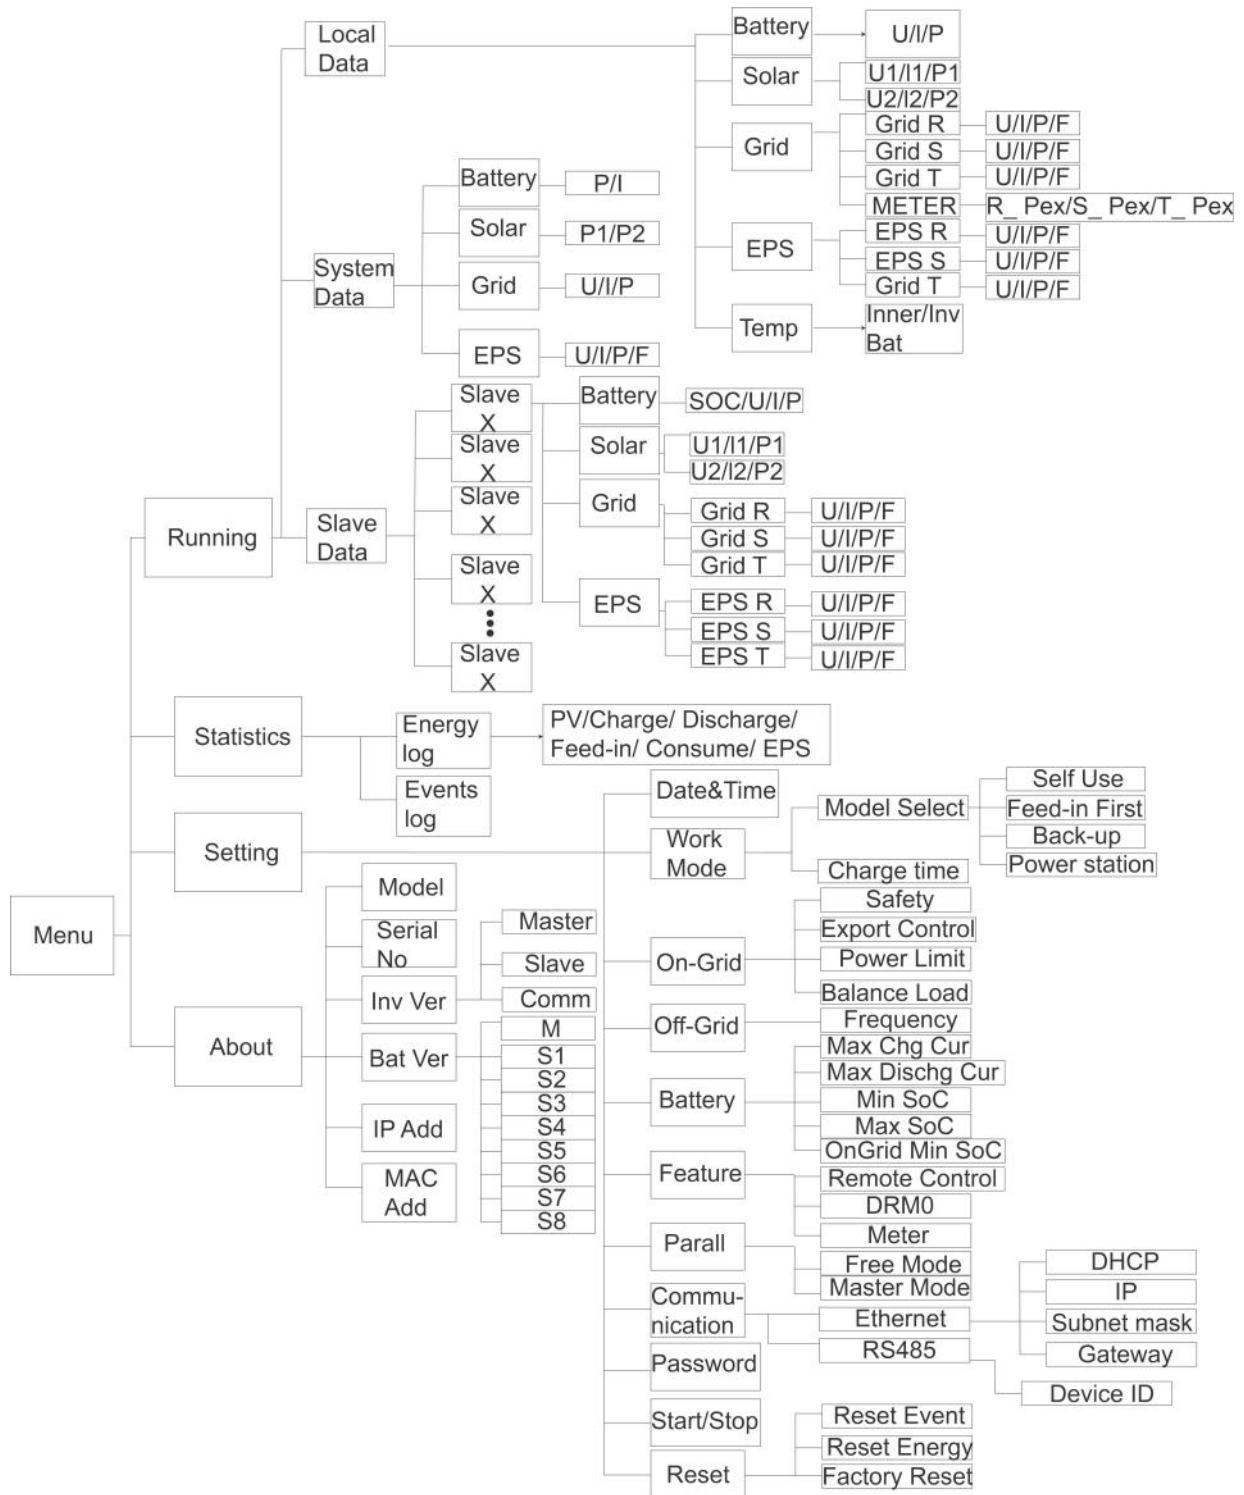 Menu
Running
Local
Data
Battery
U/I/P
Solar
U1/I1/P1
U2/I2/P2
Grid
Grid R
U/I/P/F
Grid S
U/I/P/F
Grid T
U/I/P/F
METER
R_ Pex/S_ Pex/T_ Pex
EPS
EPS R
U/I/P/F
EPS S
U/I/P/F
Grid T
U/I/P/F
Temp
Inner/Inv
Bat
System
Data
Battery
P/I
Solar
P1/P2
Grid
U/I/P
EPS
U/I/P/F
Slave
Data
Slave
X
Slave
X
Slave
X
Slave
X
Slave
X
Battery
SOC/U/I/P
Solar
U1/I1/P1
U2/I2/P2
Grid
Grid R
U/I/P/F
Grid S
U/I/P/F
Grid T
U/I/P/F
EPS
EPS R
U/I/P/F
EPS S
U/I/P/F
EPS T
U/I/P/F
Statistics
Energy
log
PV/Charge/ Discharge/
Feed-in/ Consume/ EPS
Events
log
Setting
Date&Time
Work
Mode
Model Select
Self Use
Feed-in First
Back-up
Power station
Charge time
On-Grid
Safety
Export Control
Power Limit
Balance Load
Off-Grid
Frequency
Battery
Max Chg Cur
Max Dischg Cur
Min SoC
Max SoC
OnGrid Min SoC
Feature
Remote Control
DRM0
Meter
Parall
Free Mode
Master Mode
Commu-
nication
Ethernet
DHCP
IP
Subnet mask
Gateway
RS485
Device ID
Password
Start/Stop
Reset
Reset Event
Reset Energy
Factory Reset
About
Model
Serial
No
Inv Ver
Master
Slave
Comm
Bat Ver
M
S1
S2
S3
S4
S5
S6
S7
S8
IP Add
MAC
Add